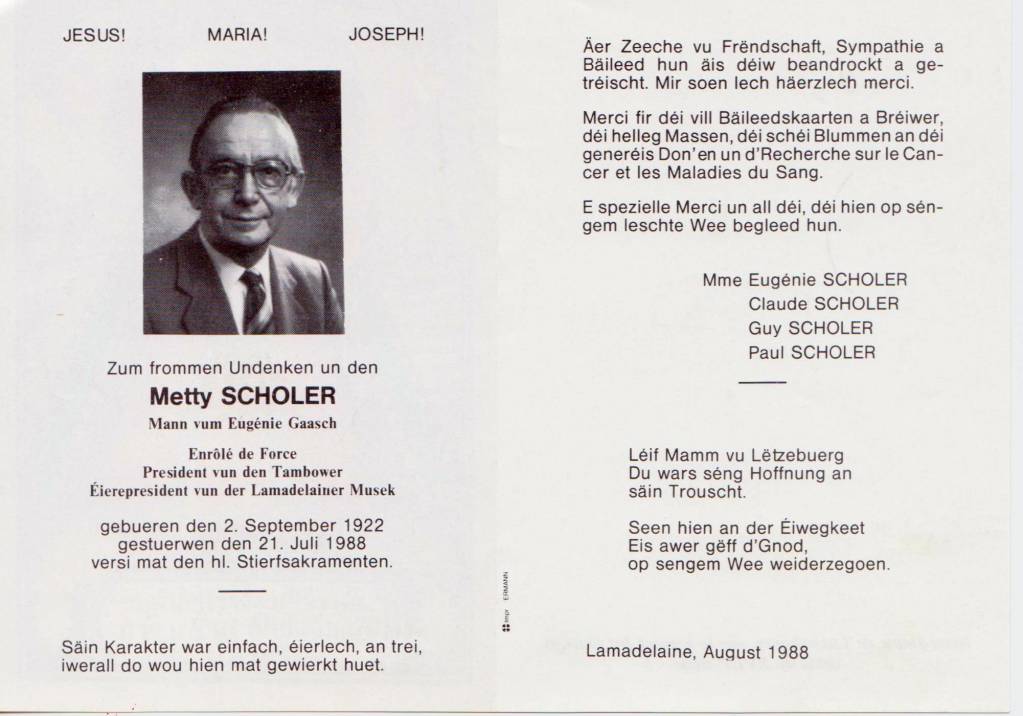 JESUS! MARIA! JOSEPH!
Zum frommen Undenken un den
Metty SCHOLER
Mann vum Eugénie Gaasch
Enrôlé de Force
President vun den Tambower
Éierepresident vun der Lamadelainer Musek
gebueren den 2. September 1922
gestuerwen den 21. Juli 1988
versi mat den hl. Stierfsakramenten.
Säin Karakter war einfach, éierlech, an trei,
iwerall do wou hien mat gewierkt huet.
impr ERMANN
Äer Zeeche vu Frëndschaft, Sympathie a
Bäileed hun äis déiw beandrockt a ge-
tréischt. Mir soen Iech häerzlech merci.
Merci fir déi vill Bäileedskaarten a Bréiwer,
déi helleg Massen, déi schéi Blummen an déi
generéis Don'en un d'Recherche sur le Can-
cer et les Maladies du Sang.
E spezielle Merci un all déi, déi hien op sén-
gem leschte Wee begleed hun.
Mme Eugénie SCHOLER
Claude SCHOLER
Guy SCHOLER
Paul SCHOLER
Léif Mamm vu Lëtzebuerg
Du wars séng Hoffnung an
säin Trouscht.
Seen hien an der Éiwegkeet
Eis awer gëff d'Gnod,
op sengem Wee weiderzegoen.
Lamadelaine, August 1988